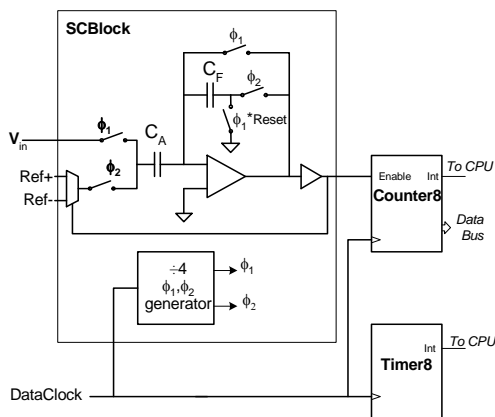 SCBlock
ϕ1
CF
ϕ2
ϕ1*Reset
ϕ1
CA
Vin
Ref+
Ref-
ϕ2
Enable
Int
To CPU
Counter8
Data
Bus
÷4
ϕ1,ϕ2
generator
ϕ1
ϕ2
To CPU
Int
Timer8
DataClock